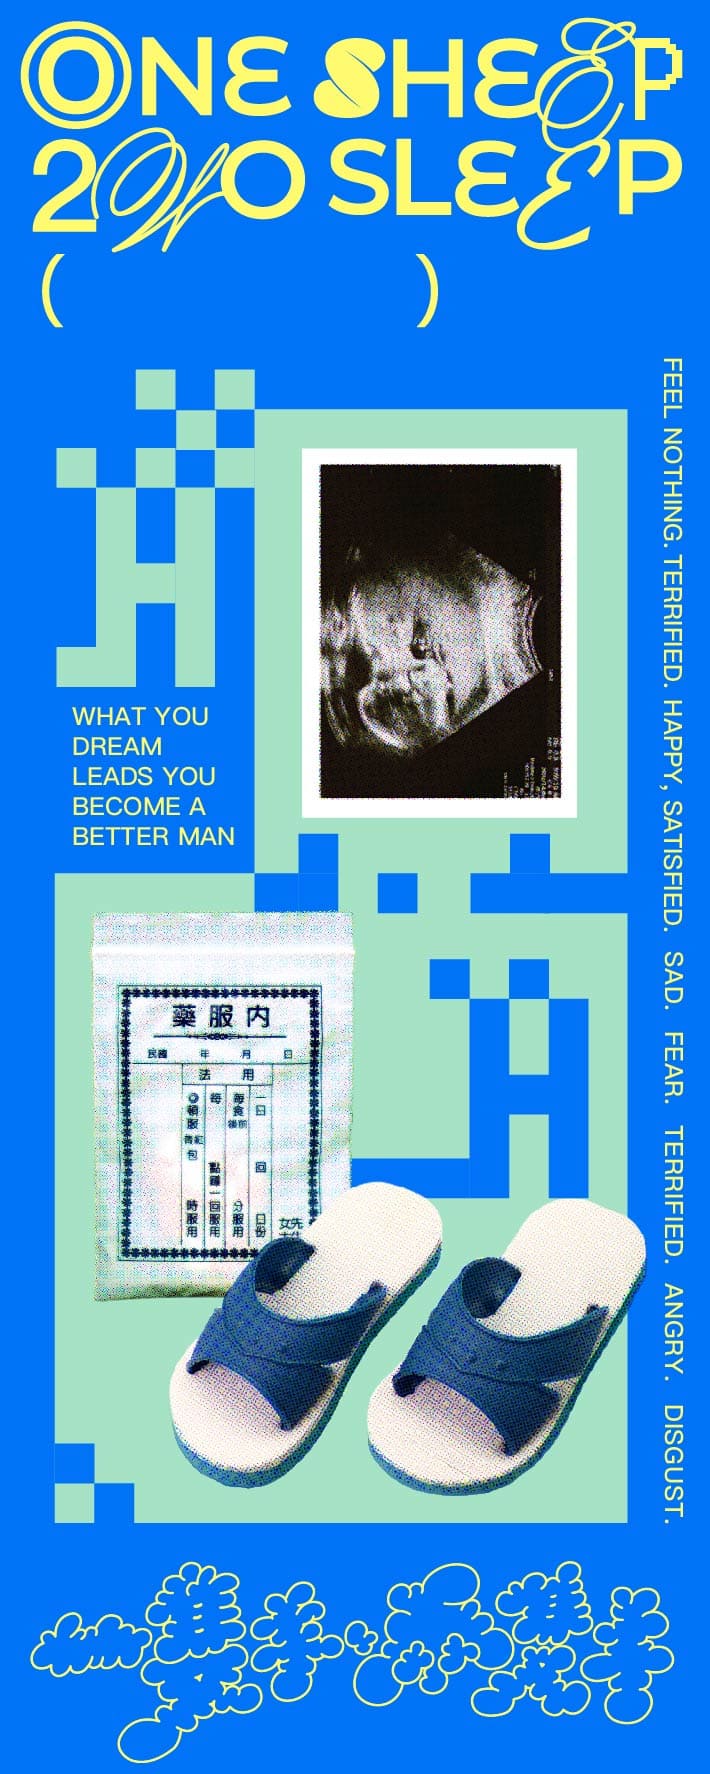 ONE SHEEP
2WO SLEEP
( )
WHAT YOU
DREAM
LEADS YOU
BECOME A
BETTER MAN
FEEL NOTHING. TERRIFIED. HAPPY, SATISFIED. SAD. FEAR. TERRIFIED. ANGRY. DISGUST.
內服藥
民國 年 月 日
用法
一日 回 日份
每食後前 分服用
每 點鐘一回服用
頓服 青紅包 時服用